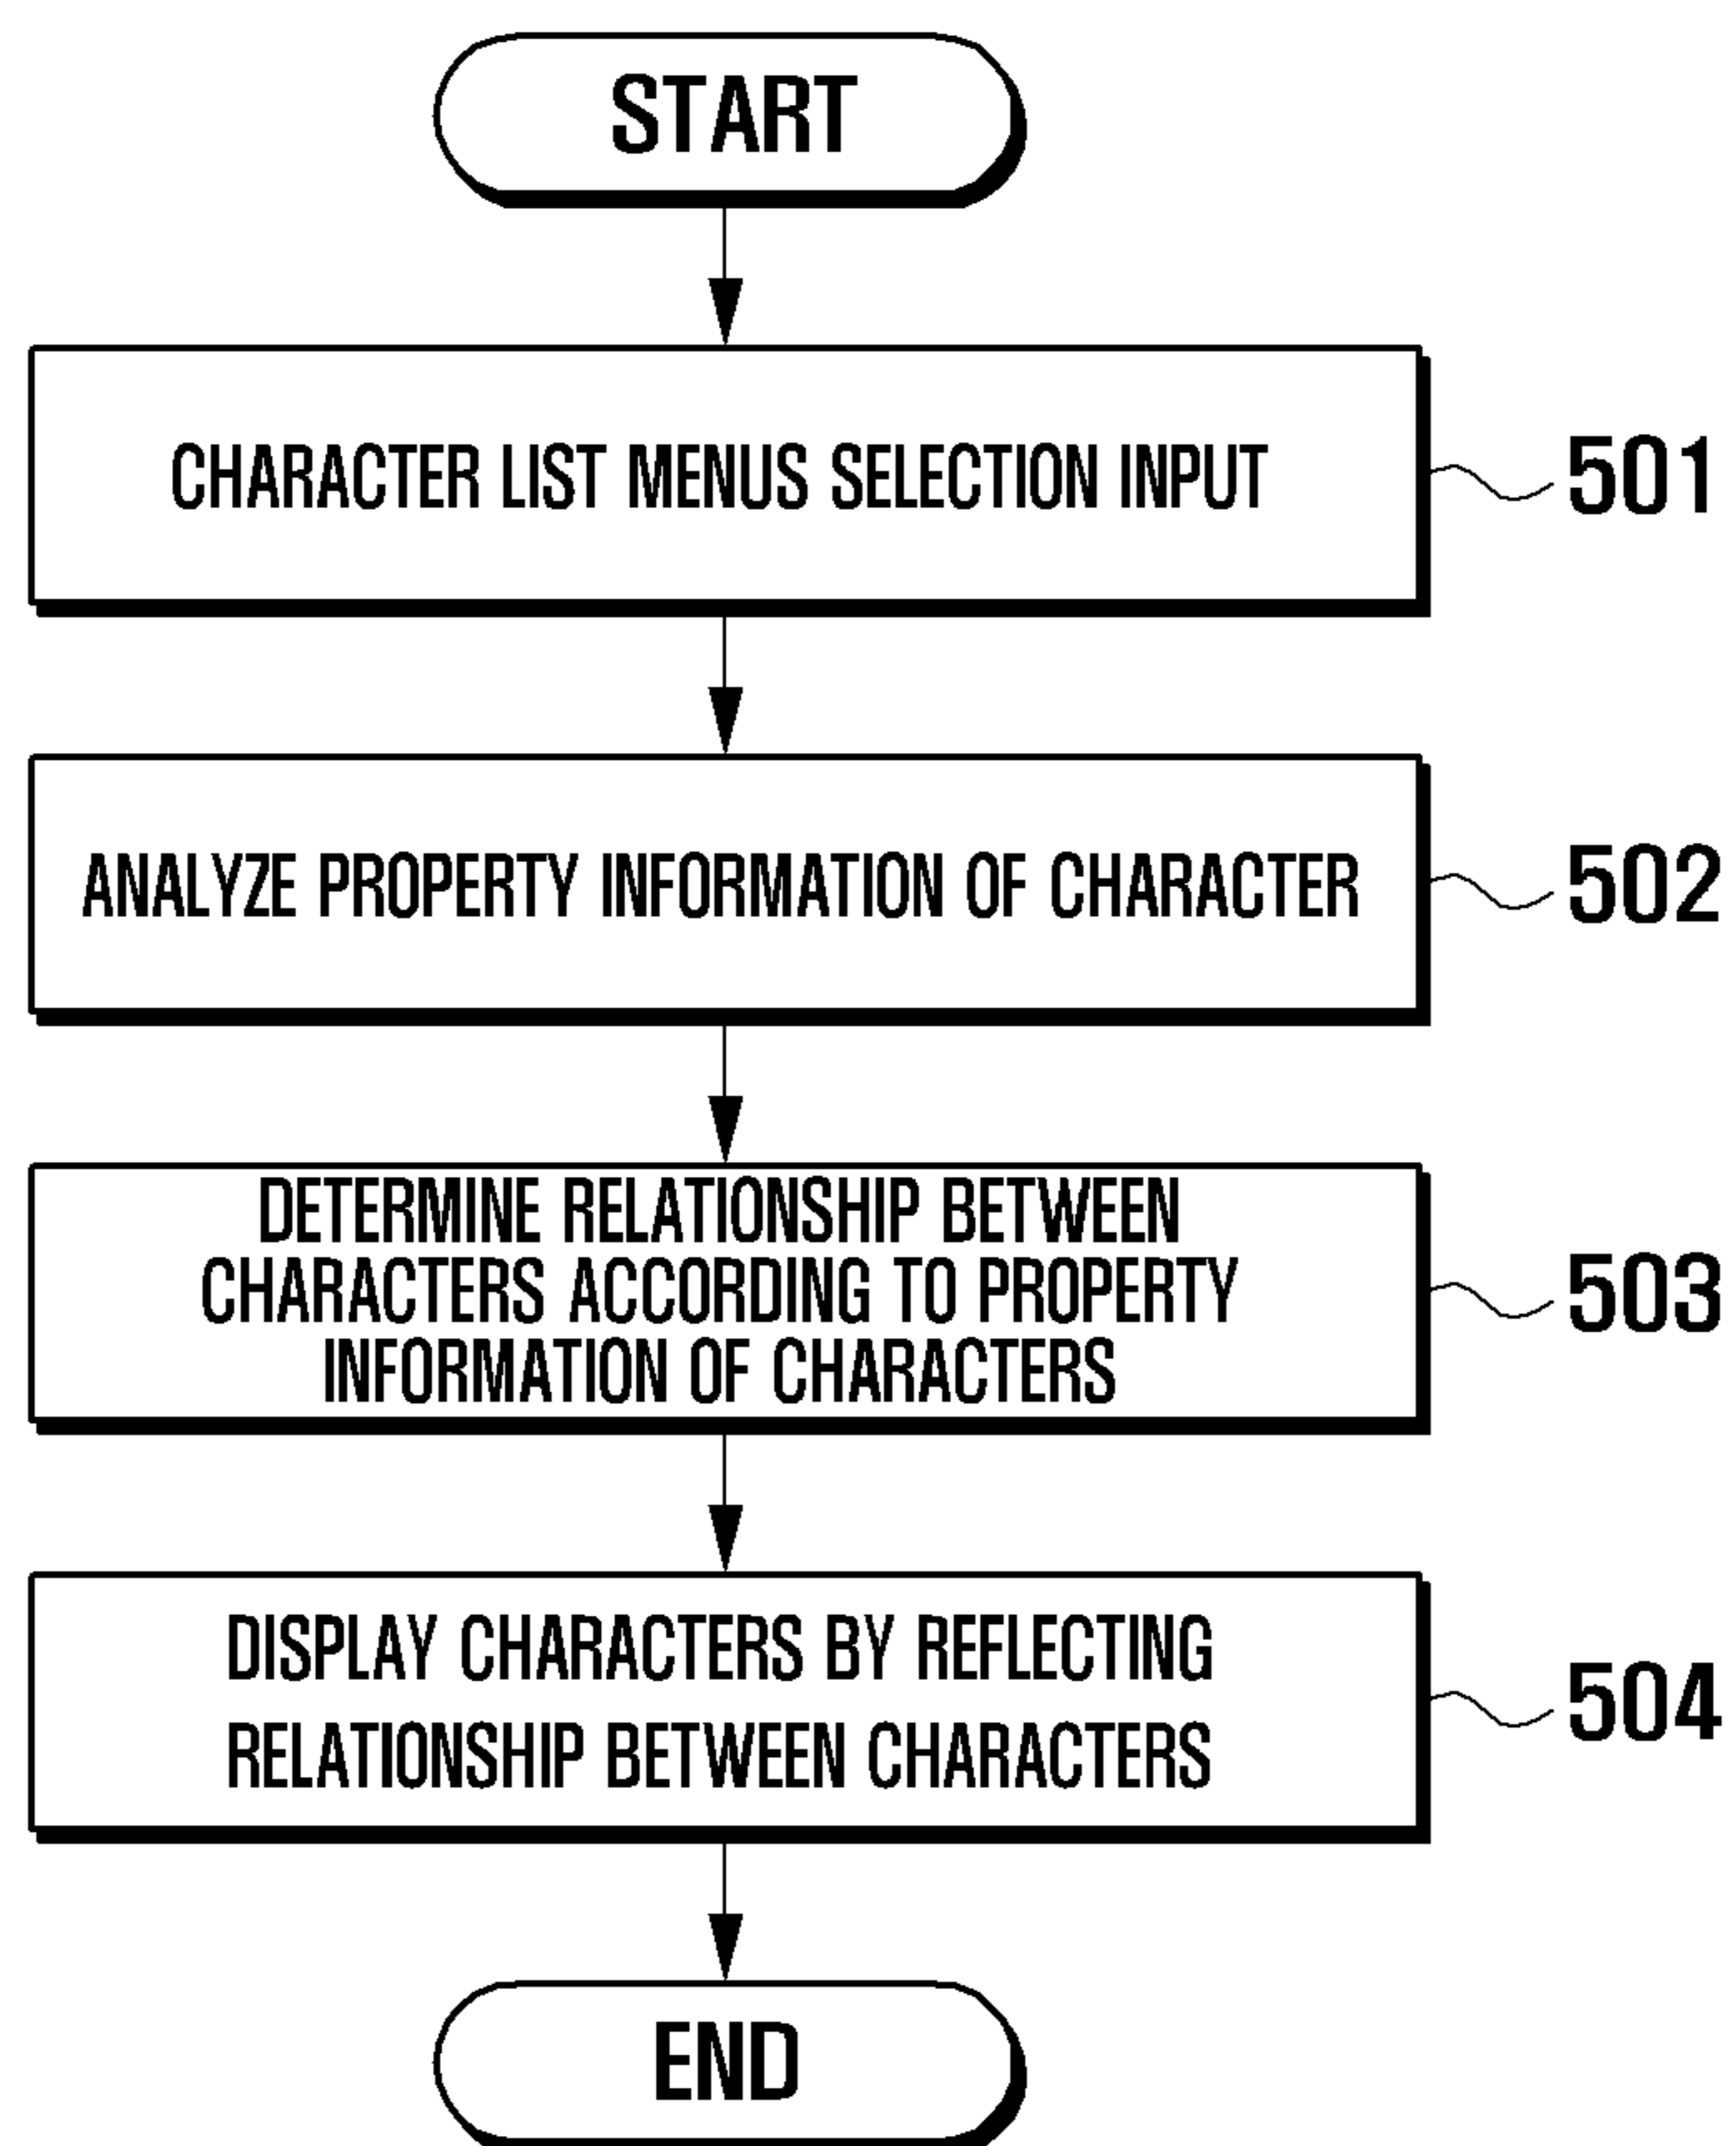 START
CHARACTER LIST MENUS SELECTION INPUT
501
ANALYZE PROPERTY INFORMATION OF CHARACTER
502
DETERMINE RELATIONSHIP BETWEEN
CHARACTERS ACCORDING TO PROPERTY
INFORMATION OF CHARACTERS
503
DISPLAY CHARACTERS BY REFLECTING
RELATIONSHIP BETWEEN CHARACTERS
504
END